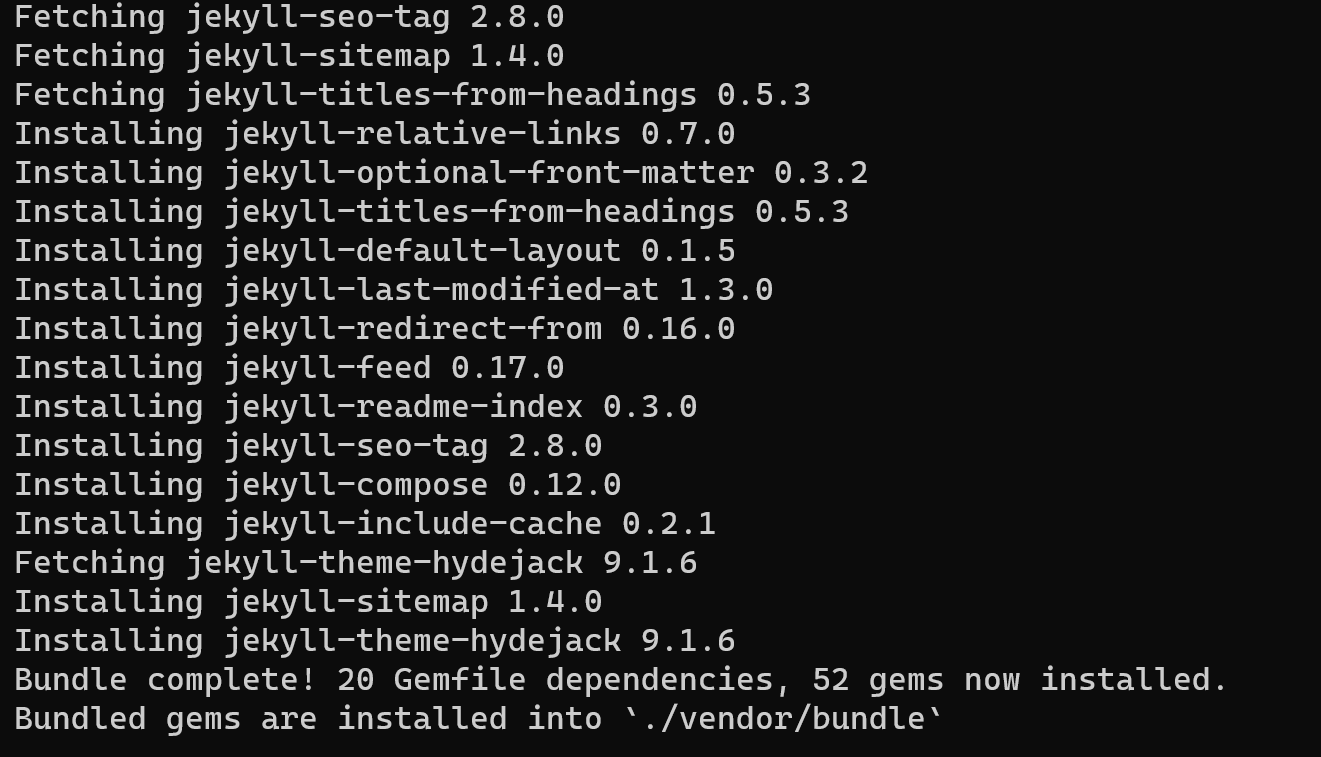 Fetching jekyll-seo-tag 2.8.0
Fetching jekyll-sitemap 1.4.0
Fetching jekyll-titles-from-headings 0.5.3
Installing jekyll-relative-links 0.7.0
Installing jekyll-optional-front-matter 0.3.2
Installing jekyll-titles-from-headings 0.5.3
Installing jekyll-default-layout 0.1.5
Installing jekyll-last-modified-at 1.3.0
Installing jekyll-redirect-from 0.16.0
Installing jekyll-feed 0.17.0
Installing jekyll-readme-index 0.3.0
Installing jekyll-seo-tag 2.8.0
Installing jekyll-compose 0.12.0
Installing jekyll-include-cache 0.2.1
Fetching jekyll-theme-hydejack 9.1.6
Installing jekyll-sitemap 1.4.0
Installing jekyll-theme-hydejack 9.1.6
Bundle complete! 20 Gemfile dependencies, 52 gems now installed.
Bundled gems are installed into `./vendor/bundle`